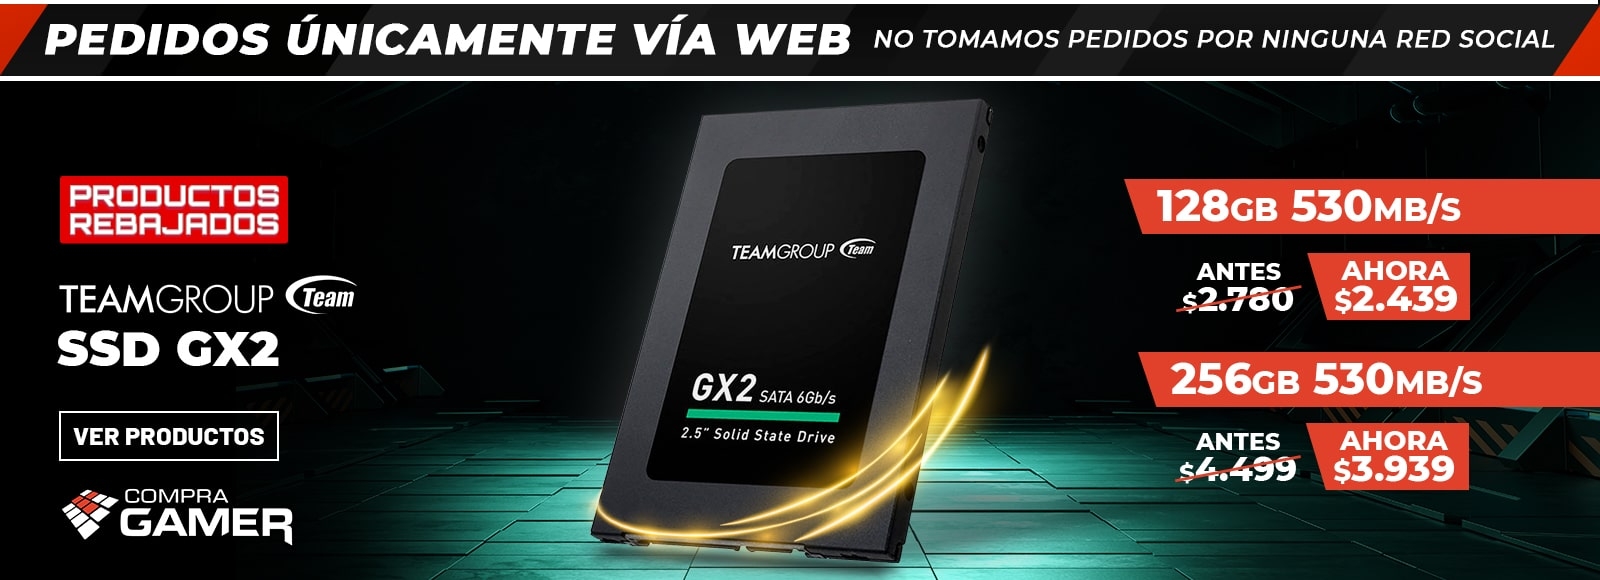 PEDIDOS ÚNICAMENTE VÍA WEB NO TOMAMOS PEDIDOS POR NINGUNA RED SOCIAL
PRODUCTOS
REBAJADOS
TEAMGROUP Team
SSD GX2
VER PRODUCTOS
COMPRA
GAMER
TEAMGROUP Team
GX2 SATA 6Gb/s
2.5" Solid State Drive
128GB 530MB/S
ANTES
$2.780
AHORA
$2.439
256GB 530MB/S
ANTES
$4.499
AHORA
$3.939